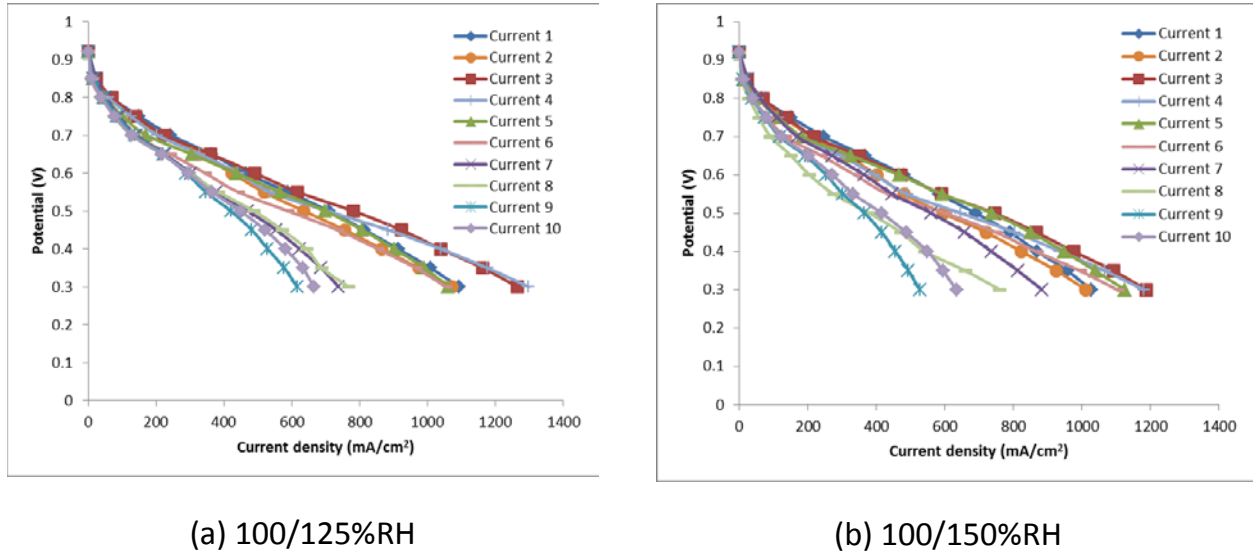 1
0.9
0.8
0.7
0.6
0.5
0.4
0.3
0.2
0.1
0
Potential (V)
0 200 400 600 800 1000 1200 1400
Current density (mA/cm²)
Current 1
Current 2
Current 3
Current 4
Current 5
Current 6
Current 7
Current 8
Current 9
Current 10
(a) 100/125%RH
1
0.9
0.8
0.7
0.6
0.5
0.4
0.3
0.2
0.1
0
Potential (V)
0 200 400 600 800 1000 1200 1400
Current density (mA/cm²)
Current 1
Current 2
Current 3
Current 4
Current 5
Current 6
Current 7
Current 8
Current 9
Current 10
(b) 100/150%RH